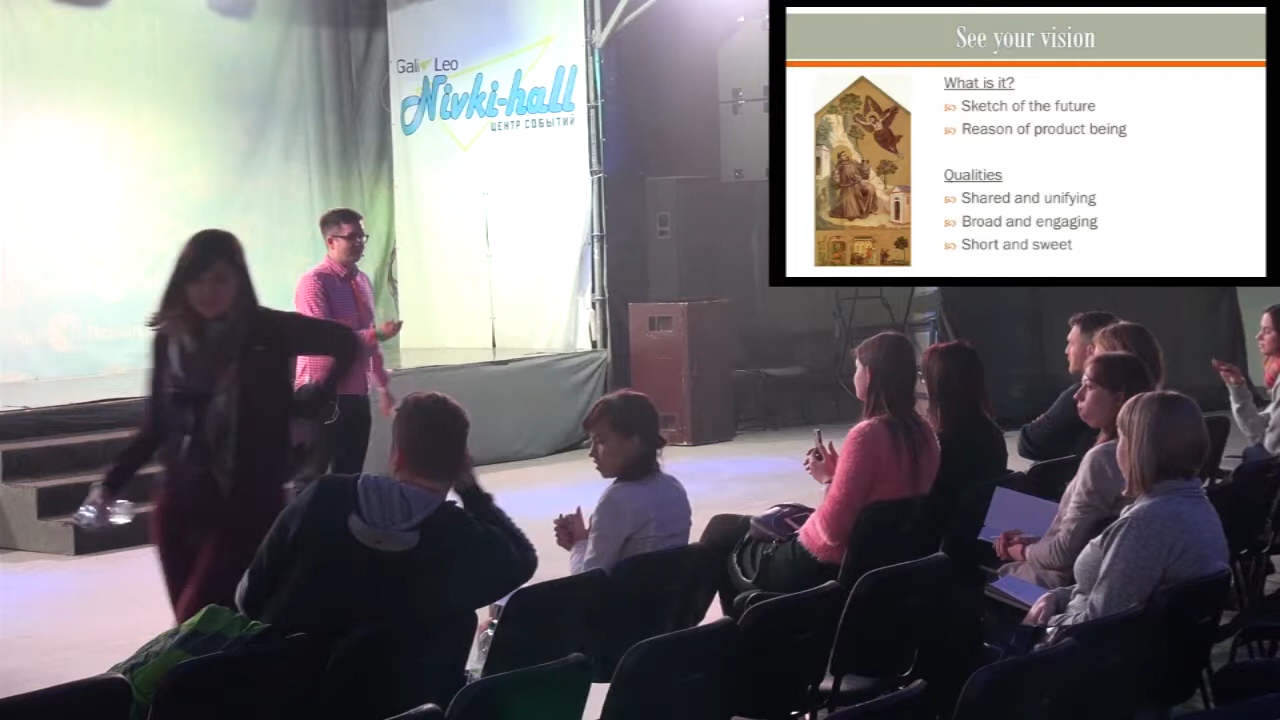 Gali Leo
Nivki-hall
ЦЕНТР СОБЫТИЙ
See your vision
What is it?
Sketch of the future
Reason of product being
Qualities
Shared and unifying
Broad and engaging
Short and sweet